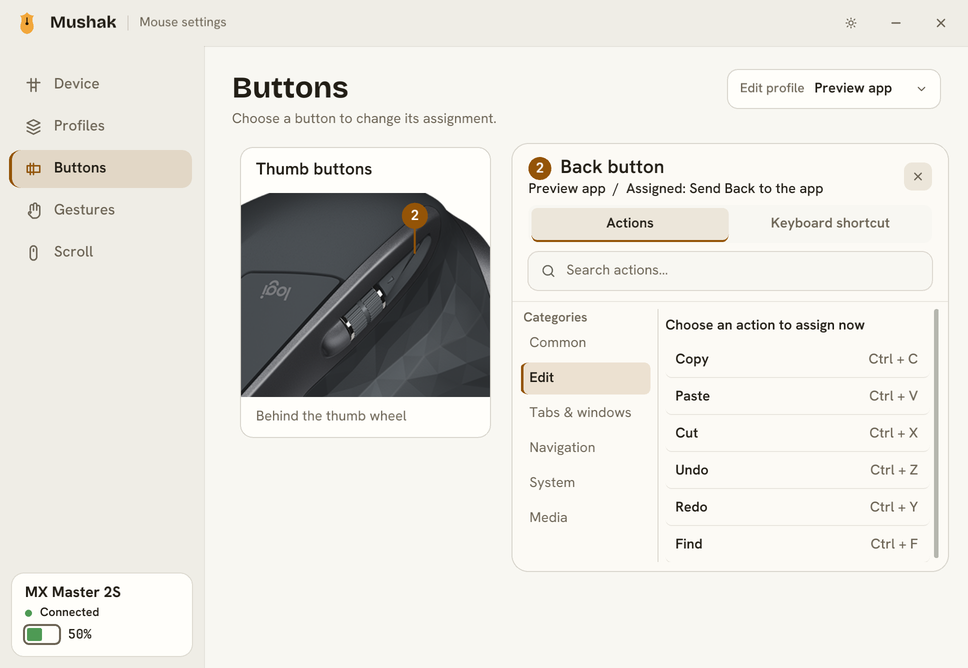 Mushak | Mouse settings
Device
Profiles
Buttons
Gestures
Scroll
MX Master 2S
Connected
50%
Buttons
Choose a button to change its assignment.
Edit profile Preview app
Thumb buttons
2
logi
Behind the thumb wheel
2 Back button
Preview app / Assigned: Send Back to the app
Actions Keyboard shortcut
Search actions...
Categories
Common
Edit
Tabs & windows
Navigation
System
Media
Choose an action to assign now
Copy Ctrl + C
Paste Ctrl + V
Cut Ctrl + X
Undo Ctrl + Z
Redo Ctrl + Y
Find Ctrl + F